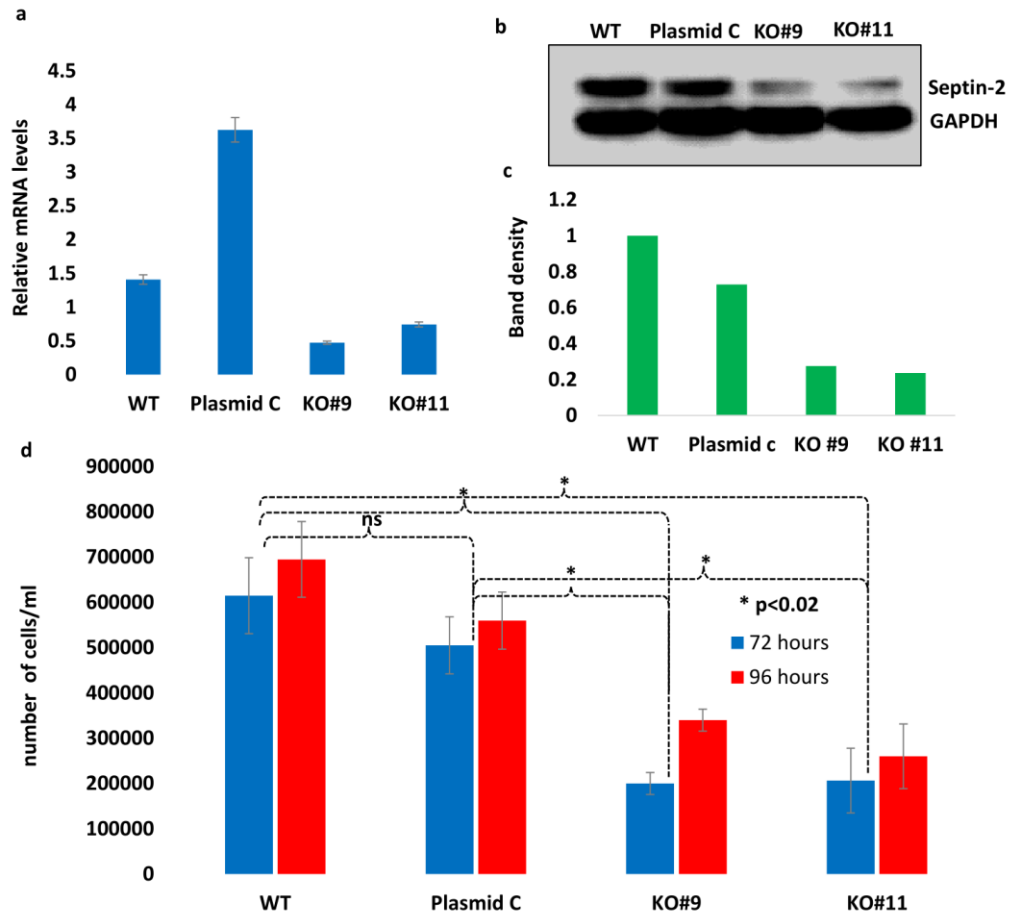 a
Relative mRNA levels
4.5
4
3.5
3
2.5
2
1.5
1
0.5
0
WT Plasmid C KO#9 KO#11
b
WT Plasmid C KO#9 KO#11
Septin-2
GAPDH
c
Band density
1.2
1
0.8
0.6
0.4
0.2
0
WT Plasmid c KO #9 KO #11
d
number of cells/ml
900000
800000
700000
600000
500000
400000
300000
200000
100000
0
* *
ns
* *
* p<0.02
72 hours
96 hours
WT Plasmid C KO#9 KO#11